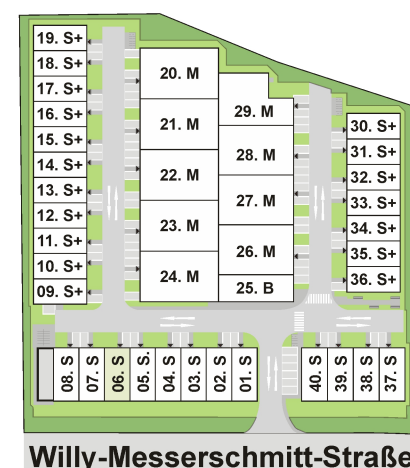 19. S+
18. S+
17. S+
16. S+
15. S+
14. S+
13. S+
12. S+
11. S+
10. S+
09. S+
20. M
21. M
22. M
23. M
24. M
29. M
28. M
27. M
26. M
25. B
30. S+
31. S+
32. S+
33. S+
34. S+
35. S+
36. S+
08. S
07. S
06. S
05. S.
04. S
03. S
02. S
01. S
40. S
39. S
38. S
37. S
Willy-Messerschmitt-Straße